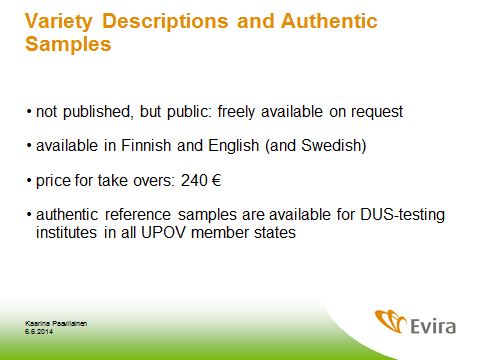 Variety Descriptions and Authentic
Samples
• not published, but public: freely available on request
• available in Finnish and English (and Swedish)
• price for take overs: 240 €
• authentic reference samples are available for DUS-testing
institutes in all UPOV member states
Kaarina Paavilainen
6.6.2014
Evira